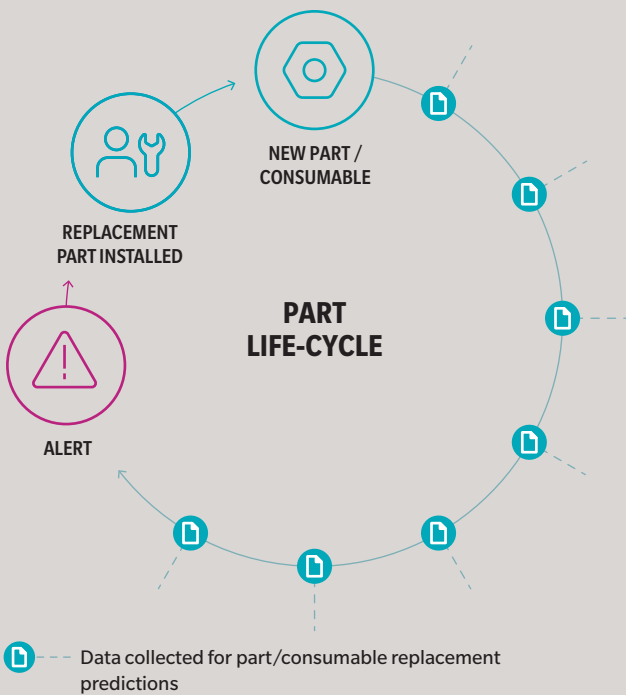 NEW PART /
CONSUMABLE
REPLACEMENT
PART INSTALLED
PART
LIFE-CYCLE
ALERT
Data collected for part/consumable replacement
predictions